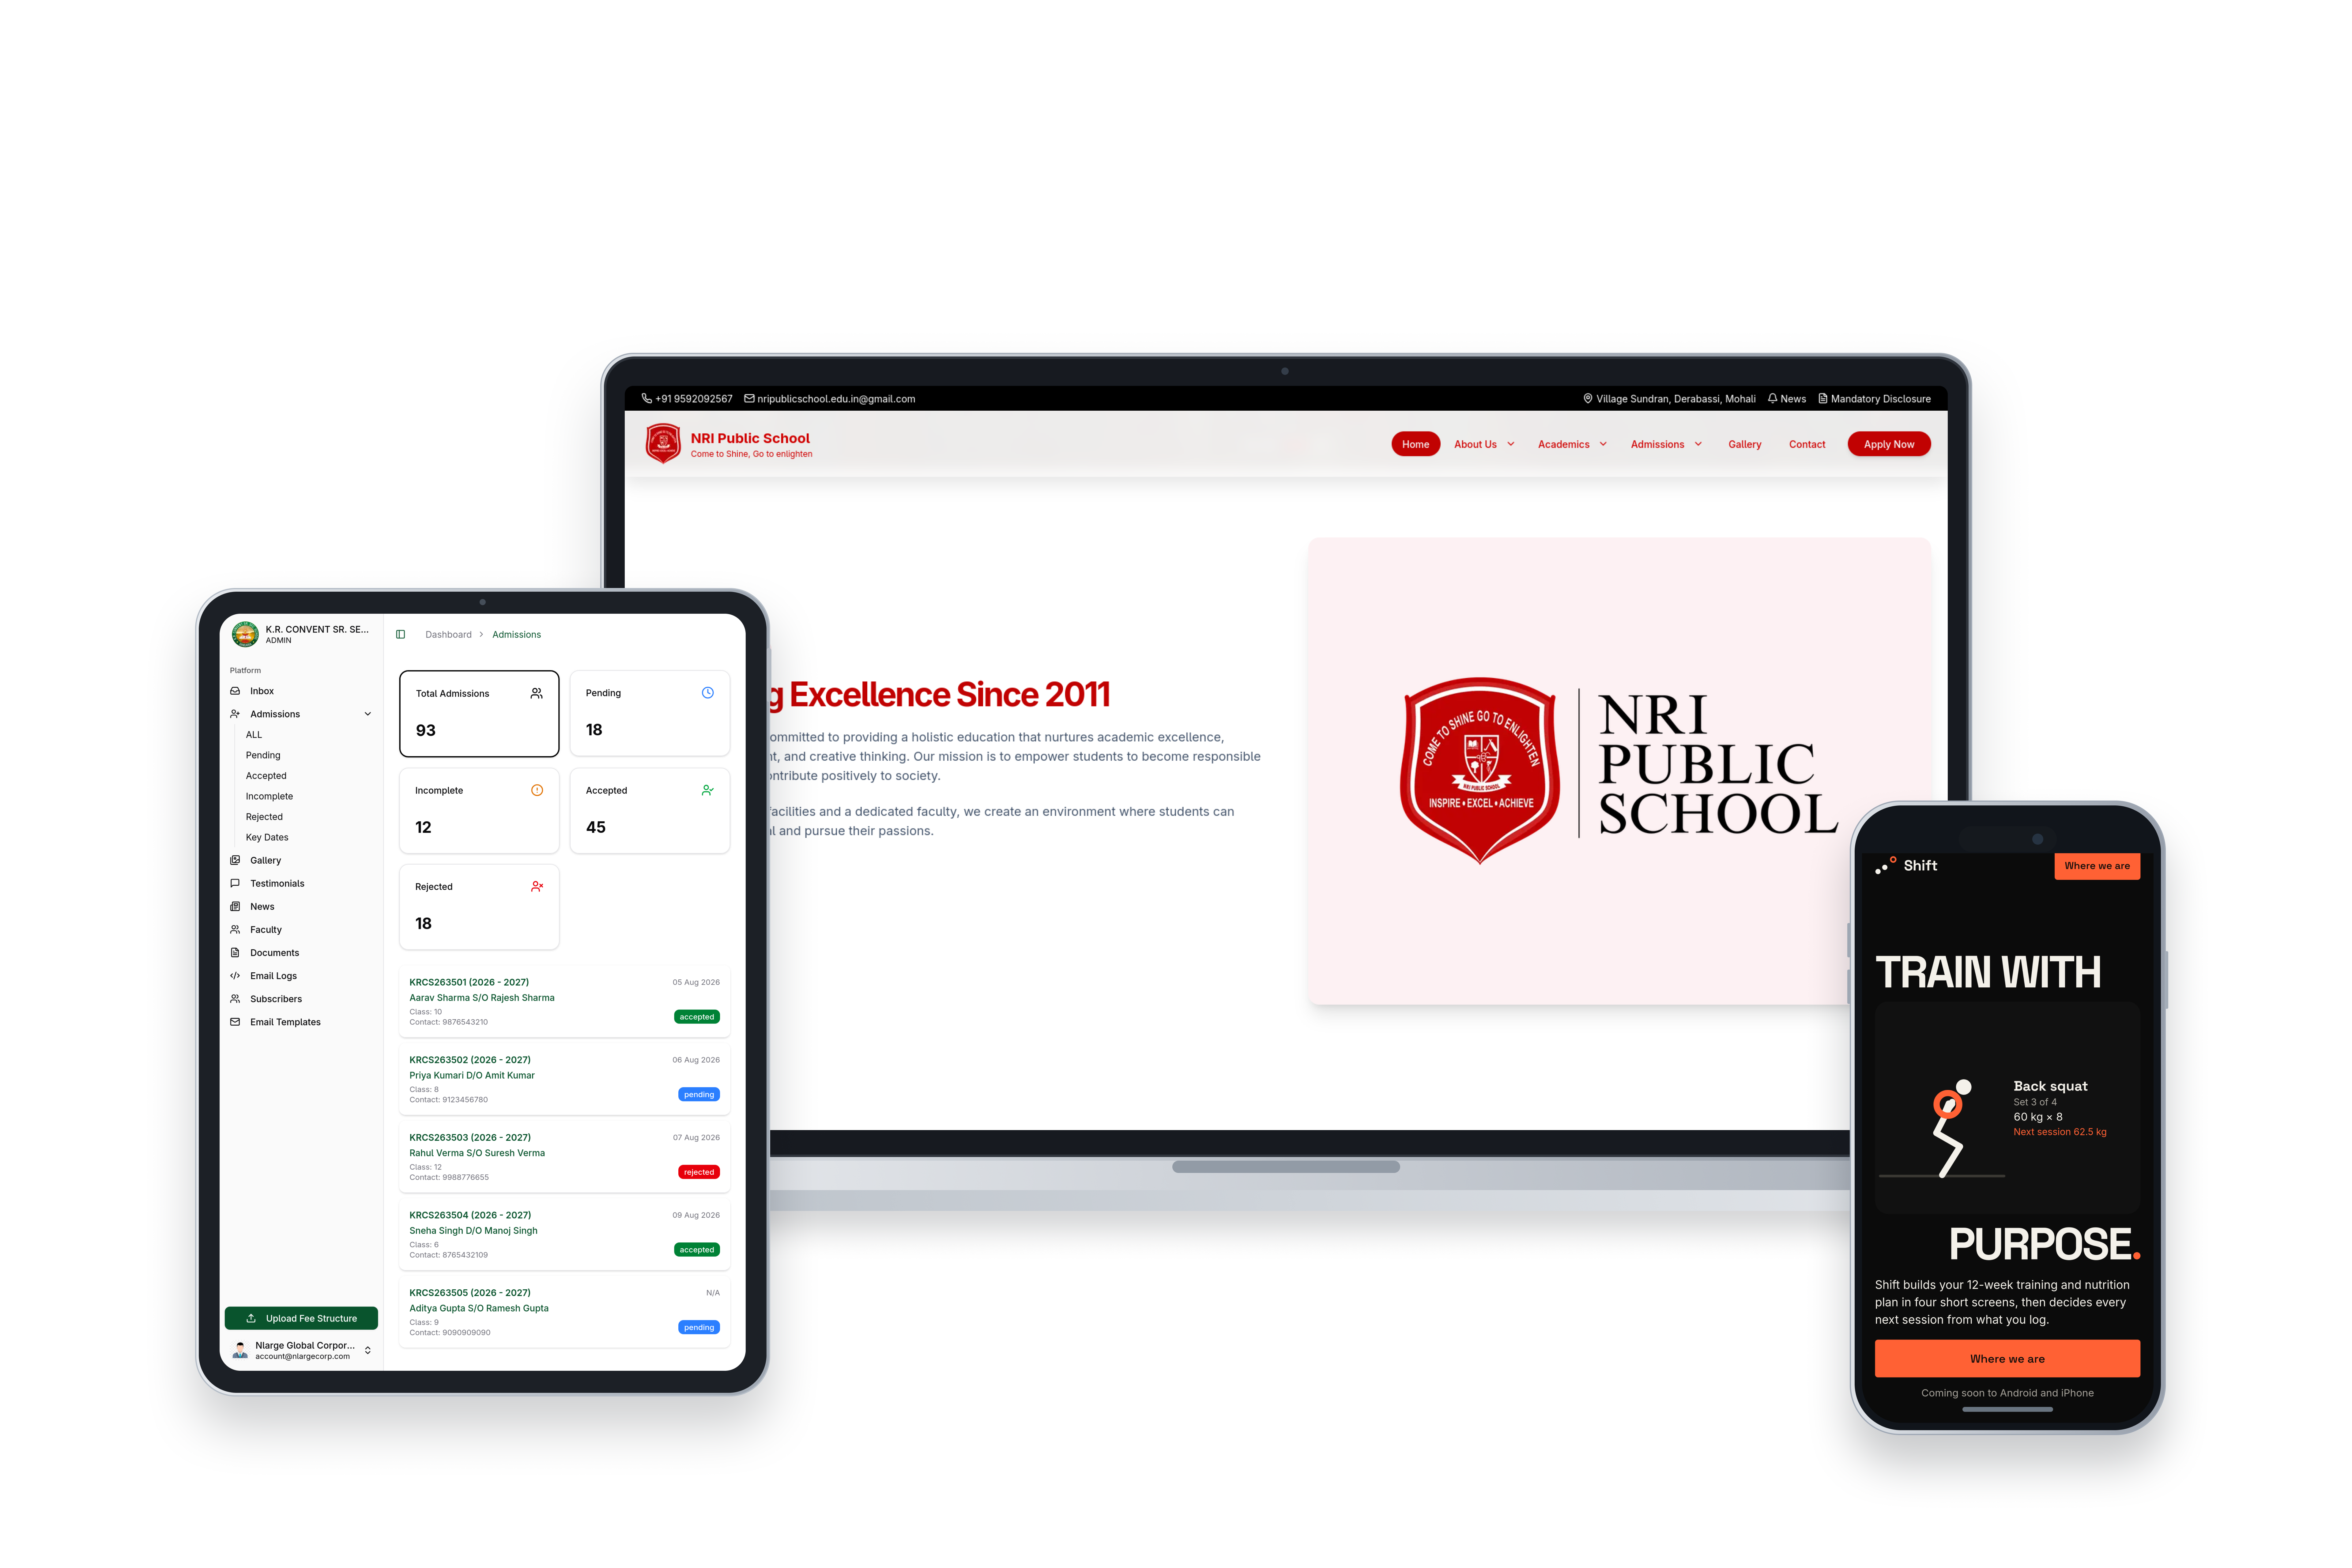 +91 9592092567
nripublicschool.edu.in@gmail.com
Village Sundran, Derabassi, Mohali
News
Mandatory Disclosure
NRI Public School
Come to Shine, Go to enlighten
Home
About Us
Academics
Admissions
Gallery
Contact
Apply Now
g Excellence Since 2011
ommitted to providing a holistic education that nurtures academic excellence,
nt, and creative thinking. Our mission is to empower students to become responsible
ontribute positively to society.
facilities and a dedicated faculty, we create an environment where students can
l and pursue their passions.
COME TO SHINE GO TO ENLIGHTEN
NRI PUBLIC SCHOOL
INSPIRE • EXCEL • ACHIEVE
NRI
PUBLIC
SCHOOL
K.R. CONVENT SR. SE...
ADMIN
Platform
Inbox
Admissions
ALL
Pending
Accepted
Incomplete
Rejected
Key Dates
Gallery
Testimonials
News
Faculty
Documents
Email Logs
Subscribers
Email Templates
Upload Fee Structure
Nlarge Global Corpor...
account@nlargecorp.com
Dashboard > Admissions
Total Admissions
93
Pending
18
Incomplete
12
Accepted
45
Rejected
18
KRCS263501 (2026 - 2027)
05 Aug 2026
Aarav Sharma S/O Rajesh Sharma
Class: 10
Contact: 9876543210
accepted
KRCS263502 (2026 - 2027)
06 Aug 2026
Priya Kumari D/O Amit Kumar
Class: 8
Contact: 9123456780
pending
KRCS263503 (2026 - 2027)
07 Aug 2026
Rahul Verma S/O Suresh Verma
Class: 12
Contact: 9988776655
rejected
KRCS263504 (2026 - 2027)
09 Aug 2026
Sneha Singh D/O Manoj Singh
Class: 6
Contact: 8765432109
accepted
KRCS263505 (2026 - 2027)
N/A
Aditya Gupta S/O Ramesh Gupta
Class: 9
Contact: 9090909090
pending
Shift
Where we are
TRAIN WITH
Back squat
Set 3 of 4
60 kg × 8
Next session 62.5 kg
PURPOSE.
Shift builds your 12-week training and nutrition
plan in four short screens, then decides every
next session from what you log.
Where we are
Coming soon to Android and iPhone